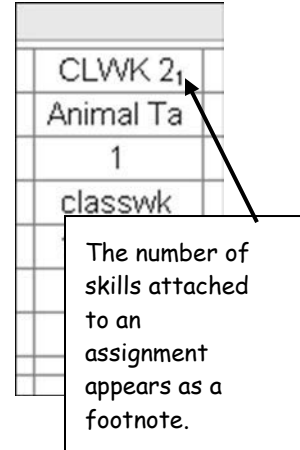 CLWK 2₁
Animal Ta
1
classwk
The number of
skills attached
to an
assignment
appears as a
footnote.